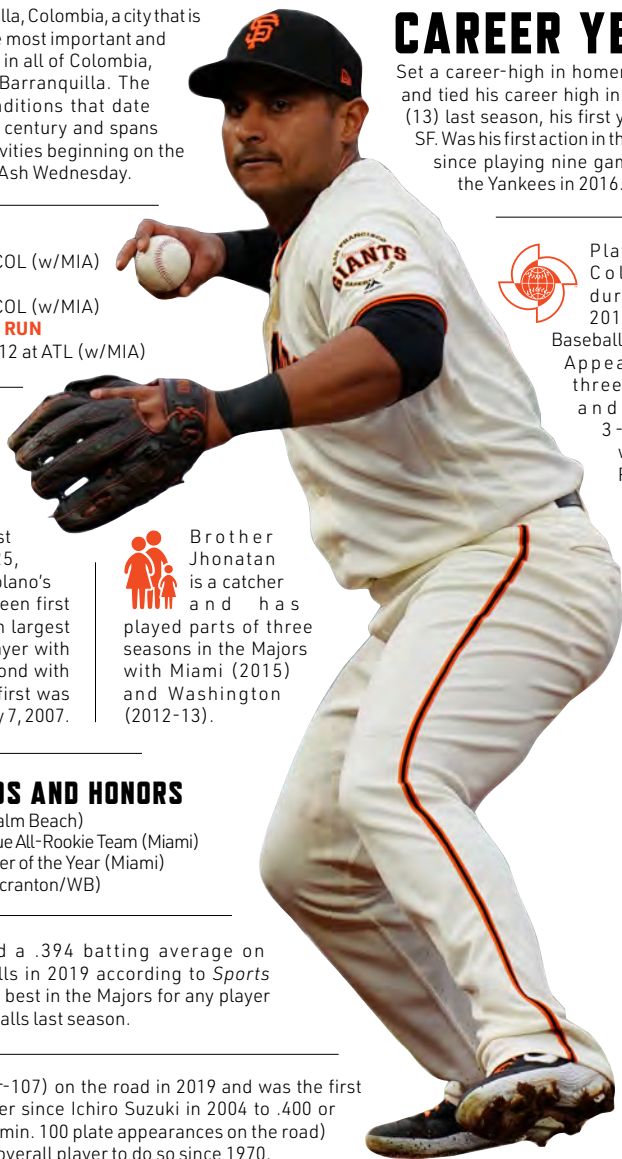 lla, Colombia, a city that is
most important and
in all of Colombia,
Barranquilla. The
ditions that date
century and spans
vities beginning on the
Ash Wednesday.
COL (w/MIA)
COL (w/MIA)
RUN
12 at ATL (w/MIA)
st
5,
olano's
een first
largest
yer with
ond with
first was
y 7, 2007.
Brother
Jhonatan
is a catcher
and has
played parts of three
seasons in the Majors
with Miami (2015)
and Washington
(2012-13).
DS AND HONORS
alm Beach)
ue All-Rookie Team (Miami)
er of the Year (Miami)
cranton/WB)
d a .394 batting average on
lls in 2019 according to Sports
best in the Majors for any player
alls last season.
r-107) on the road in 2019 and was the first
er since Ichiro Suzuki in 2004 to .400 or
min. 100 plate appearances on the road)
overall player to do so since 1970.
CAREER YE
Set a career-high in homer
and tied his career high in
(13) last season, his first y
SF. Was his first action in th
since playing nine gam
the Yankees in 2016.
Pla
Col
dur
201
Baseball
Appea
three
and
3-
SF
SAN FRANCISCO
GIANTS
BASEBALL CLUB